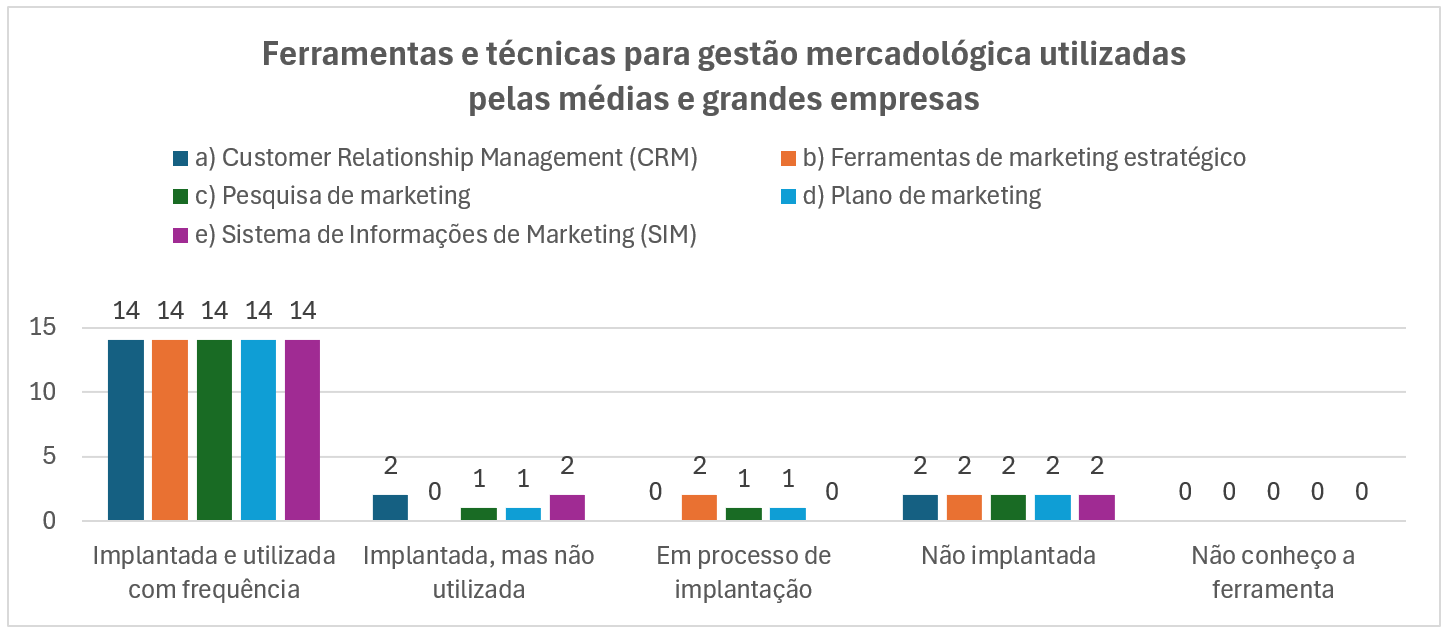 Ferramentas e técnicas para gestão mercadológica utilizadas
pelas médias e grandes empresas
a) Customer Relationship Management (CRM)
b) Ferramentas de marketing estratégico
c) Pesquisa de marketing
d) Plano de marketing
e) Sistema de Informações de Marketing (SIM)
15
10
5
0
14 14 14 14 14
2 0 1 1 2
0 2 1 1 0
2 2 2 2 2
0 0 0 0 0
Implantada e utilizada
com frequência
Implantada, mas não
utilizada
Em processo de
implantação
Não implantada
Não conheço a
ferramenta